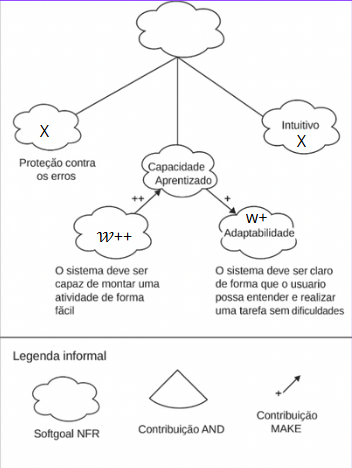 X
Proteção contra
os erros
Intuitivo
X
Capacidade
Aprentizado
++
+
w++
w+
Adaptabilidade
O sistema deve ser
capaz de montar uma
atividade de forma
fácil
O sistema deve ser claro
de forma que o usuario
possa entender e realizar
uma tarefa sem dificuldades
Legenda informal
Softgoal NFR
Contribuição AND
+
Contribuição
MAKE